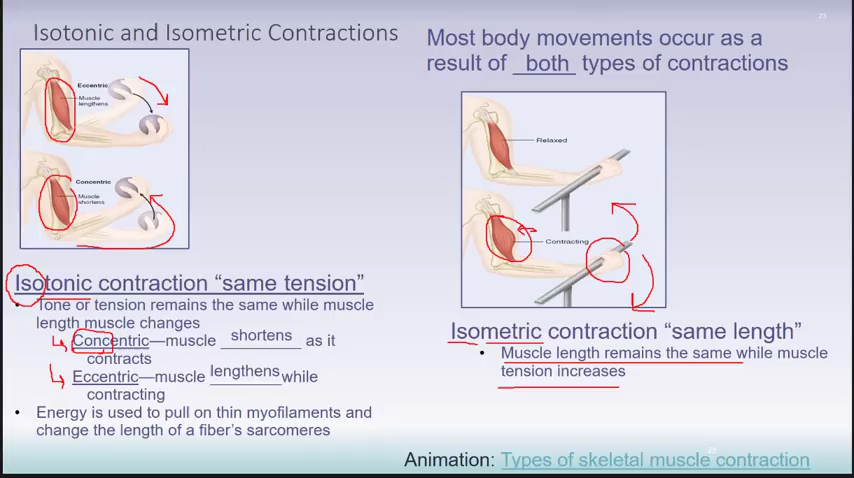 23
Isotonic and Isometric Contractions
Most body movements occur as a
result of both types of contractions
Eccentric
Muscle
lengthens
Concentric
Muscle
shortens
Relaxed
Contracting
Isotonic contraction “same tension”
• Tone or tension remains the same while muscle
length muscle changes
Concentric—muscle shortens as it
contracts
Eccentric—muscle lengthens while
contracting
• Energy is used to pull on thin myofilaments and
change the length of a fiber’s sarcomeres
Isometric contraction “same length”
• Muscle length remains the same while muscle
tension increases
Animation: Types of skeletal muscle contraction